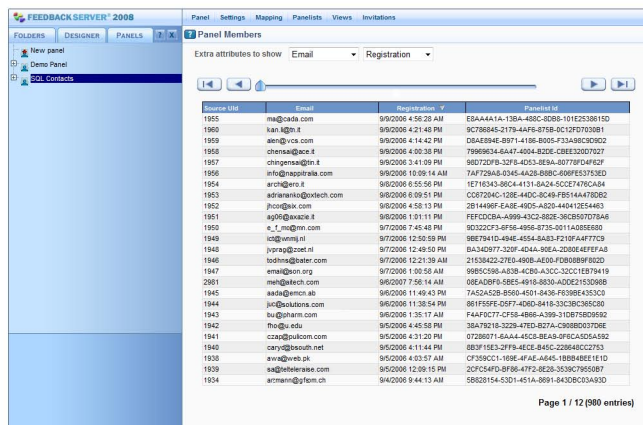 FEEDBACK SERVER 2008
Panel Settings Mapping Panelists Views Invitations
FOLDERS DESIGNER PANELS ? X
? Panel Members
New panel
Demo Panel
SQL Contacts
Extra attributes to show Email Registration
Source UId Email Registration Panelist Id
1955 ma@cada.com 9/9/2006 4:56:28 AM E8AA4A1A-13BA-488C-8DB8-101E2538615D
1960 kan.li@tn.it 9/9/2006 4:21:48 PM 9C786845-2179-4AF6-875B-0C12FD7030B1
1959 alen@vcs.com 9/9/2006 4:14:42 PM D8AE894E-B971-4186-B005-F33A98C9D9D2
1958 chensai@ace.it 9/9/2006 4:00:38 PM 79969634-6A47-4004-B2DE-CBEE320D7027
1957 chingensai@tin.it 9/9/2006 3:41:09 PM 98D72DFB-32F8-4D53-8E9A-80778FD4F62F
1956 info@nappitralia.com 9/9/2006 10:09:14 AM 7AF729A8-0345-4A28-B8BC-606FE53753ED
1954 archi@ero.it 9/8/2006 6:55:56 PM 1E716343-86C4-4131-8A24-5CCE7476CA84
1953 adriananko@oxtech.com 9/8/2006 6:09:51 PM CC67204C-128E-44DC-8C49-FB514A478DB2
1952 jhcor@six.com 9/8/2006 4:58:13 PM 2B14496F-EA8E-49D5-A820-440412E54463
1951 ag06@axazie.it 9/8/2006 1:01:11 PM FEFCDCBA-A999-43C2-882E-36CB507D78A6
1950 e_f_mc@mn.com 9/7/2006 7:45:48 PM 9D322CF3-6F56-4956-8735-0011A085E680
1949 ict@vnmij.nl 9/7/2006 12:50:59 PM 9BE7941D-494E-4554-8A83-F210FA4F77C9
1948 jvprag@zoet.nl 9/7/2006 12:49:50 PM BA34D977-320F-4D4A-90EA-2D80E4EFEFA8
1946 todhns@bater.com 9/7/2006 12:21:39 AM 21538422-27E0-490B-AE00-FDB08B9F802D
1947 email@son.org 9/7/2006 1:00:58 AM 99B5C598-A83B-4CB0-A3CC-32CC1EB79419
2981 meh@aitech.com 9/6/2007 7:56:14 AM 08EADBF0-5BE5-4918-8830-ADDE2153D98B
1945 aada@emcn.ab 9/6/2006 11:49:43 PM 7A52A52B-B560-4501-8436-F639BE4353C0
1944 juc@solutions.com 9/6/2006 11:38:54 PM 861F55FE-D5F7-4D6D-8418-33C3BC365C80
1943 bu@pharm.com 9/6/2006 1:35:17 AM F4AF0C77-CF58-4B66-A399-31DB75BD9592
1942 fho@u.edu 9/5/2006 4:45:58 PM 38A79218-3229-47ED-B27A-C908BD037D6E
1941 czap@pulicom.com 9/5/2006 4:31:20 PM 07286071-6AA4-45C8-BEA9-0F6CA5D5A592
1940 caryd@bsouth.net 9/5/2006 4:11:44 PM 8B3F15E3-2FF9-4ECE-B45C-228648CC2753
1938 awa@web.pk 9/5/2006 4:03:57 AM CF359CC1-169E-4FAE-A645-1BBB4BEE1E1D
1939 sa@telteleraise.com 9/5/2006 12:09:15 PM 2CFC54FD-BF86-47F2-8E28-3539C79550B7
1934 armann@gfism.ch 9/4/2006 9:44:13 AM 5B828154-53D1-451A-8691-843DBC03A93D
Page 1 / 12 (980 entries)